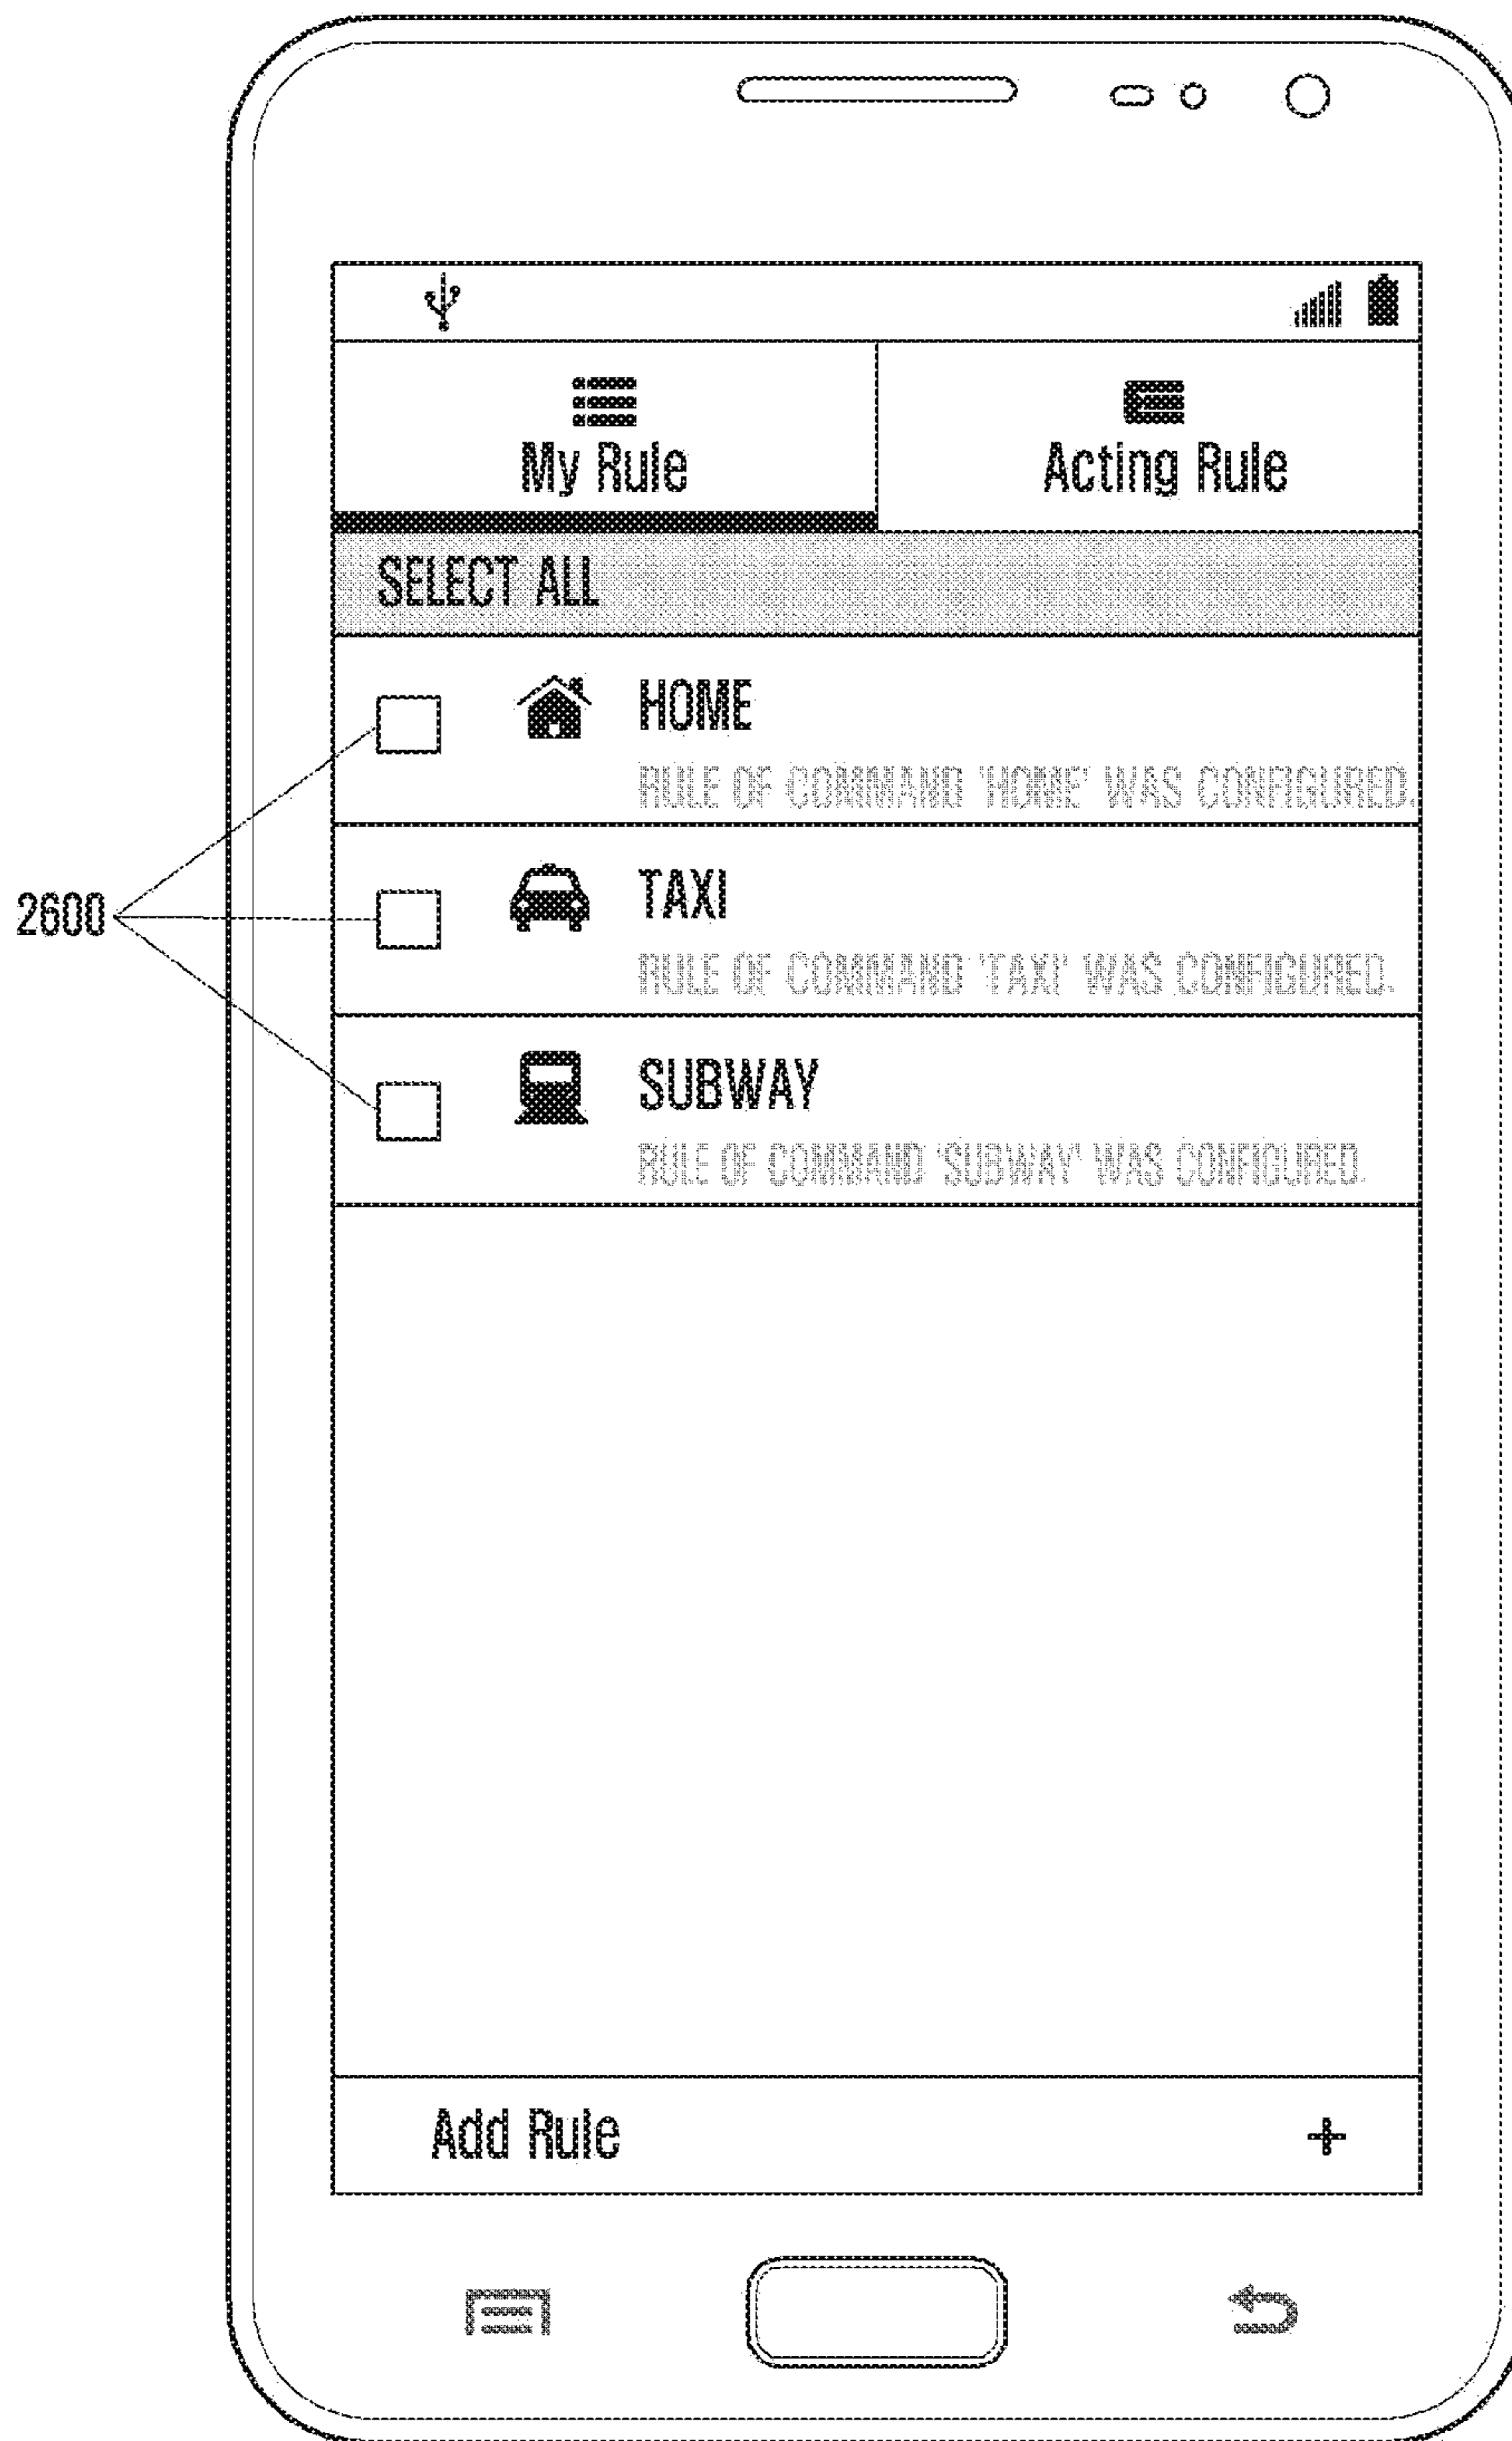 My Rule
Acting Rule
SELECT ALL
HOME
RULE OF COMMAND 'HOME' WAS CONFIGURED.
2600
TAXI
RULE OF COMMAND 'TAXI' WAS CONFIGURED.
SUBWAY
RULE OF COMMAND 'SUBWAY' WAS CONFIGURED.
Add Rule +